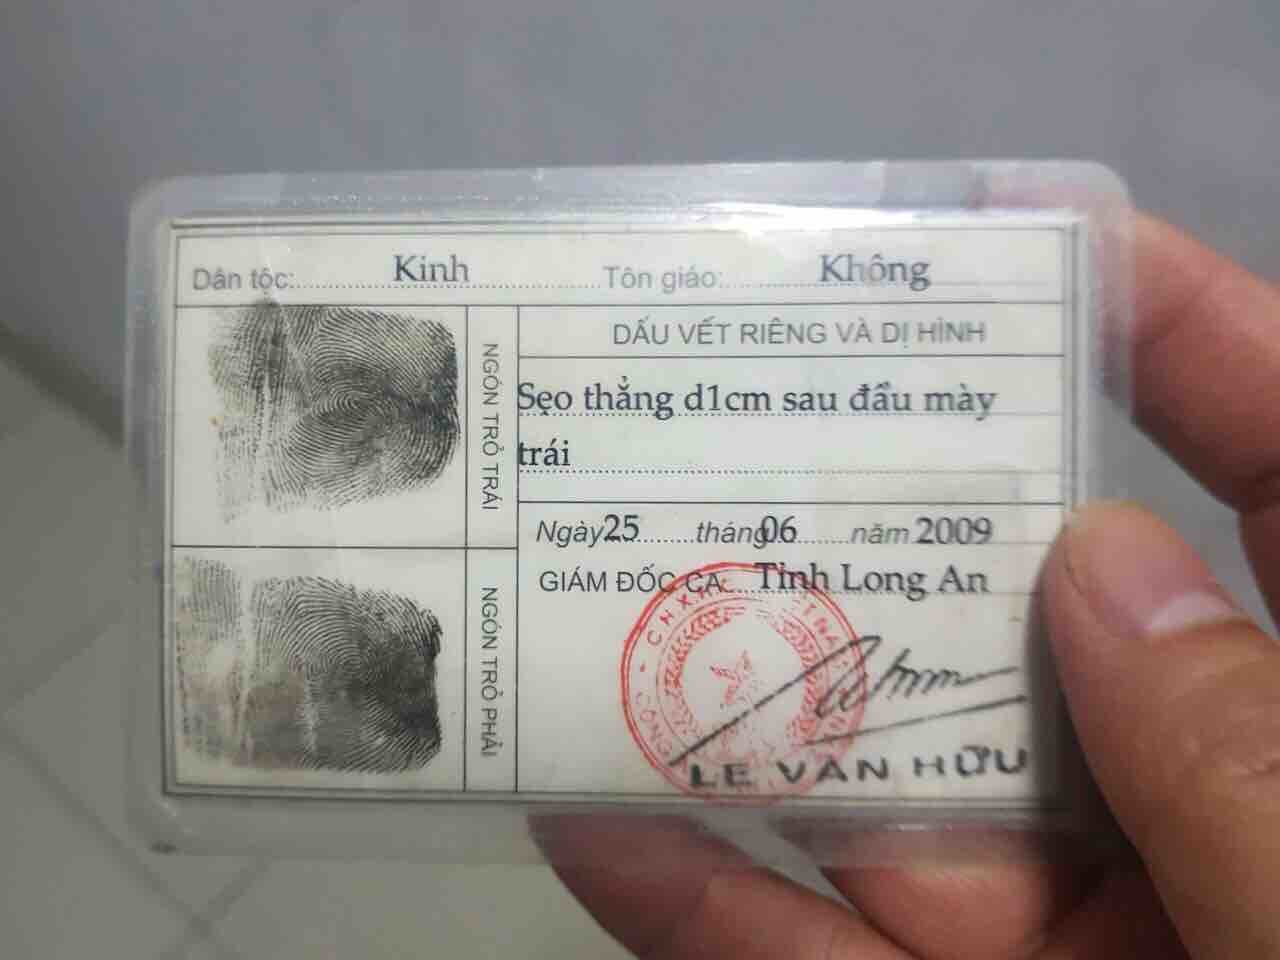 Dân tộc: Kinh Tôn giáo: Không
NGÓN TRỎ TRÁI
DẤU VẾT RIÊNG VÀ DỊ HÌNH
Sẹo thẳng d1cm sau đầu mày
trái
Ngày 25 tháng 06 năm 2009
GIÁM ĐỐC CA: Tỉnh Long An
NGÓN TRỎ PHẢI
LE VAN HỮU